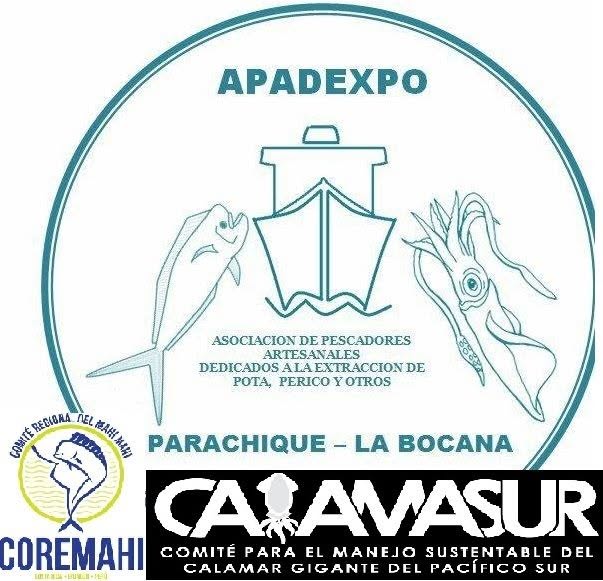 APADEXPO
ASOCIACION DE PESCADORES
ARTESANALES
DEDICADOS A LA EXTRACCION DE
POTA, PERICO Y OTROS
PARACHIQUE – LA BOCANA
COMITÉ REGIONAL DEL MAHI MAHI
COREMAHI
CALAMASUR
COMITÉ PARA EL MANEJO SUSTENTABLE DEL
CALAMAR GIGANTE DEL PACÍFICO SUR